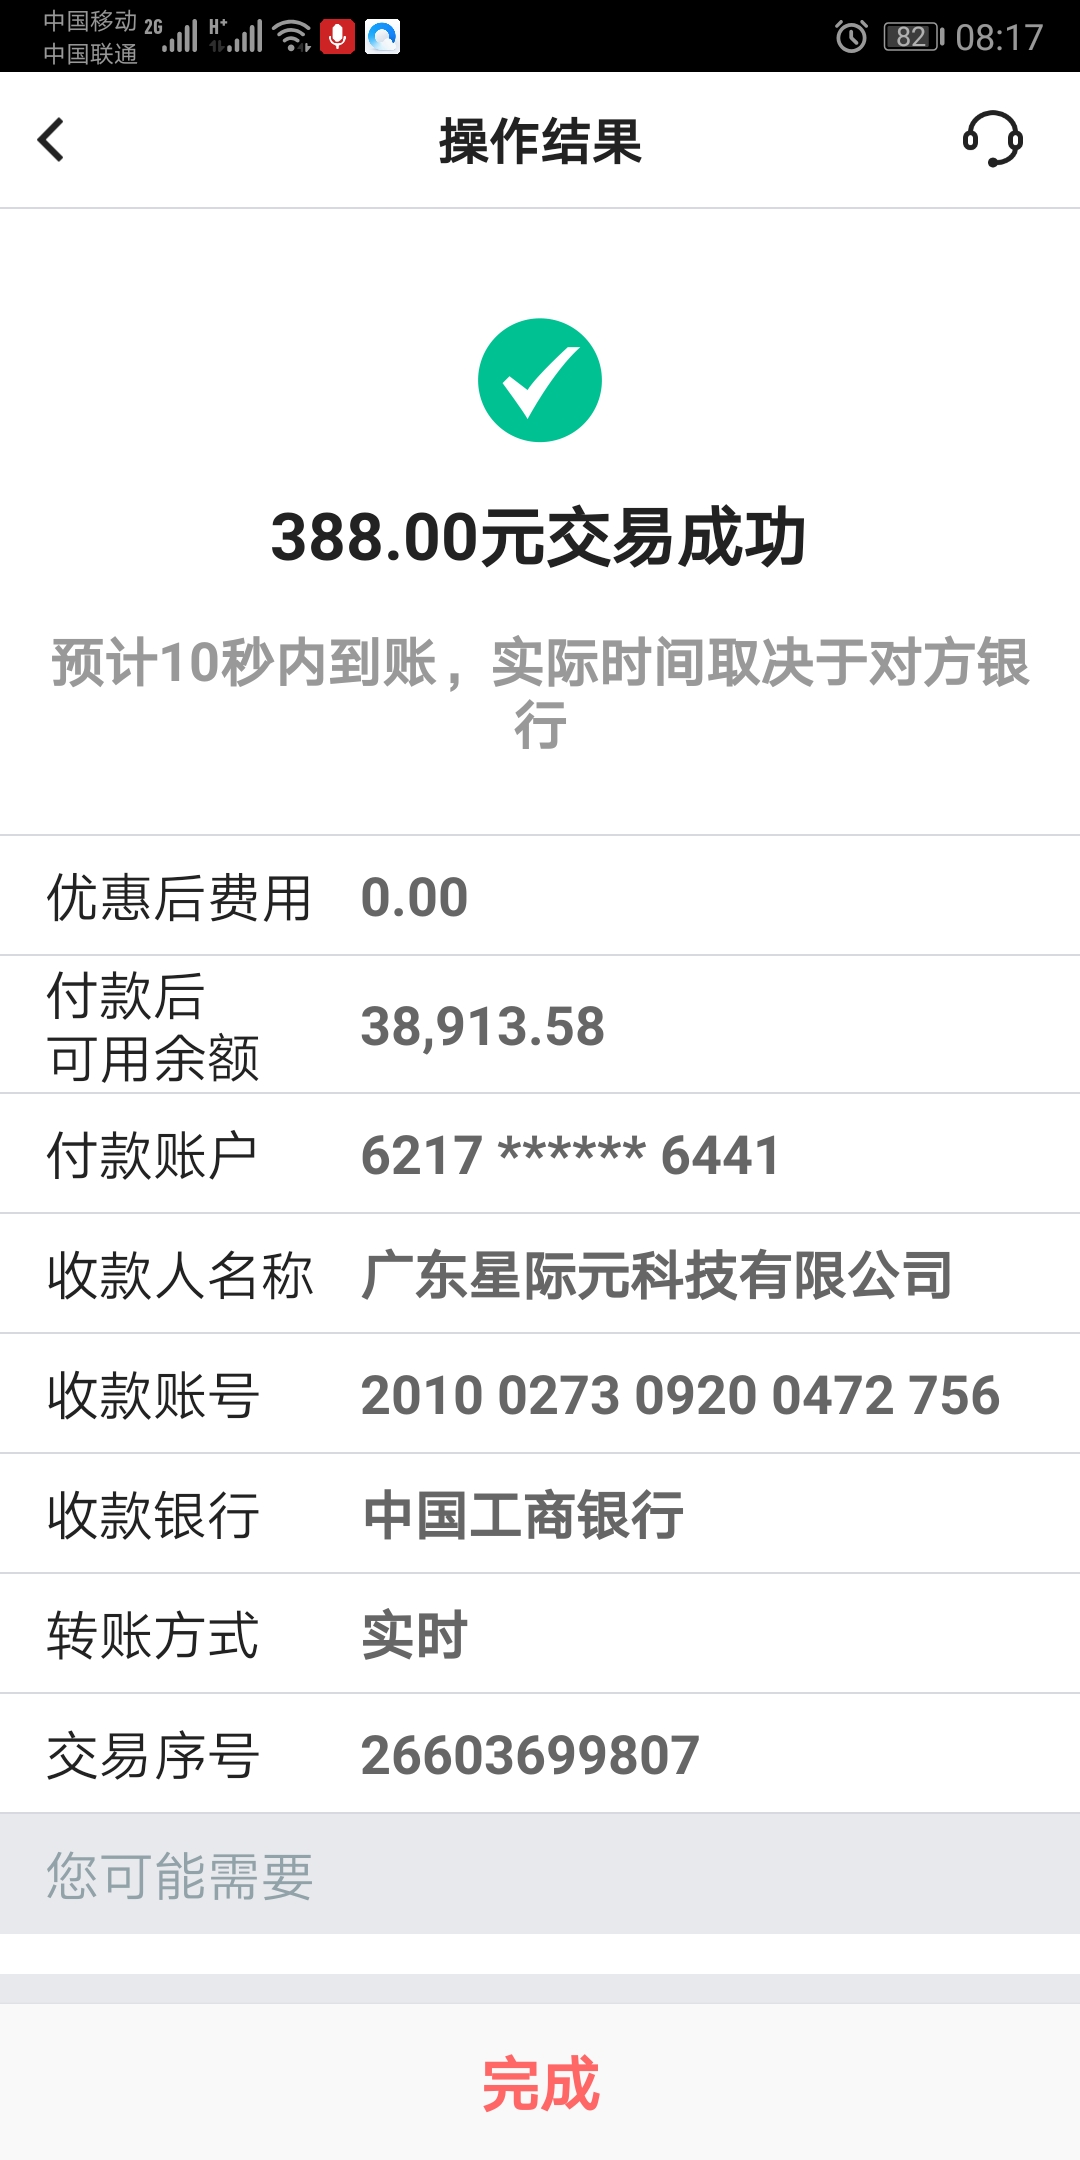 中国移动 2G H+ 82 08:17
中国联通
操作结果
388.00元交易成功
预计10秒内到账，实际时间取决于对方银
行
优惠后费用 0.00
付款后
可用余额 38,913.58
付款账户 6217 ****** 6441
收款人名称 广东星际元科技有限公司
收款账号 2010 0273 0920 0472 756
收款银行 中国工商银行
转账方式 实时
交易序号 26603699807
您可能需要
完成